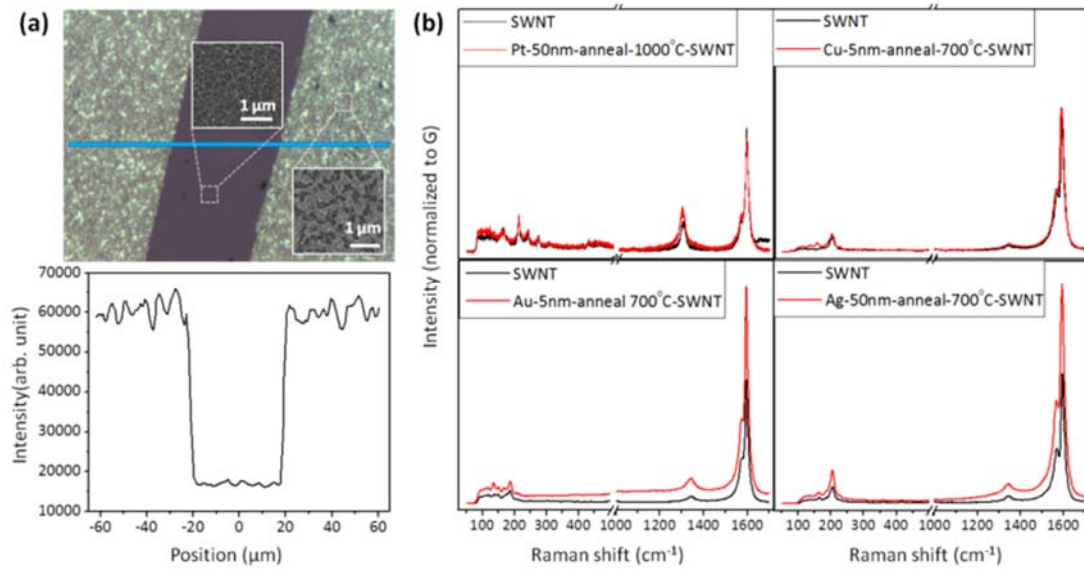 (a)
1 μm
1 μm
70000
60000
50000
40000
30000
20000
10000
Intensity(arb. unit)
-60 -40 -20 0 20 40 60
Position (μm)
(b)
SWNT
Pt-50nm-anneal-1000°C-SWNT
SWNT
Cu-5nm-anneal-700°C-SWNT
SWNT
Au-5nm-anneal 700°C-SWNT
SWNT
Ag-50nm-anneal-700°C-SWNT
Intensity (normalized to G)
100 200 300 400 500 1000 1200 1400 1600
100 200 300 400 500 1000 1200 1400 1600
Raman shift (cm⁻¹)
Raman shift (cm⁻¹)